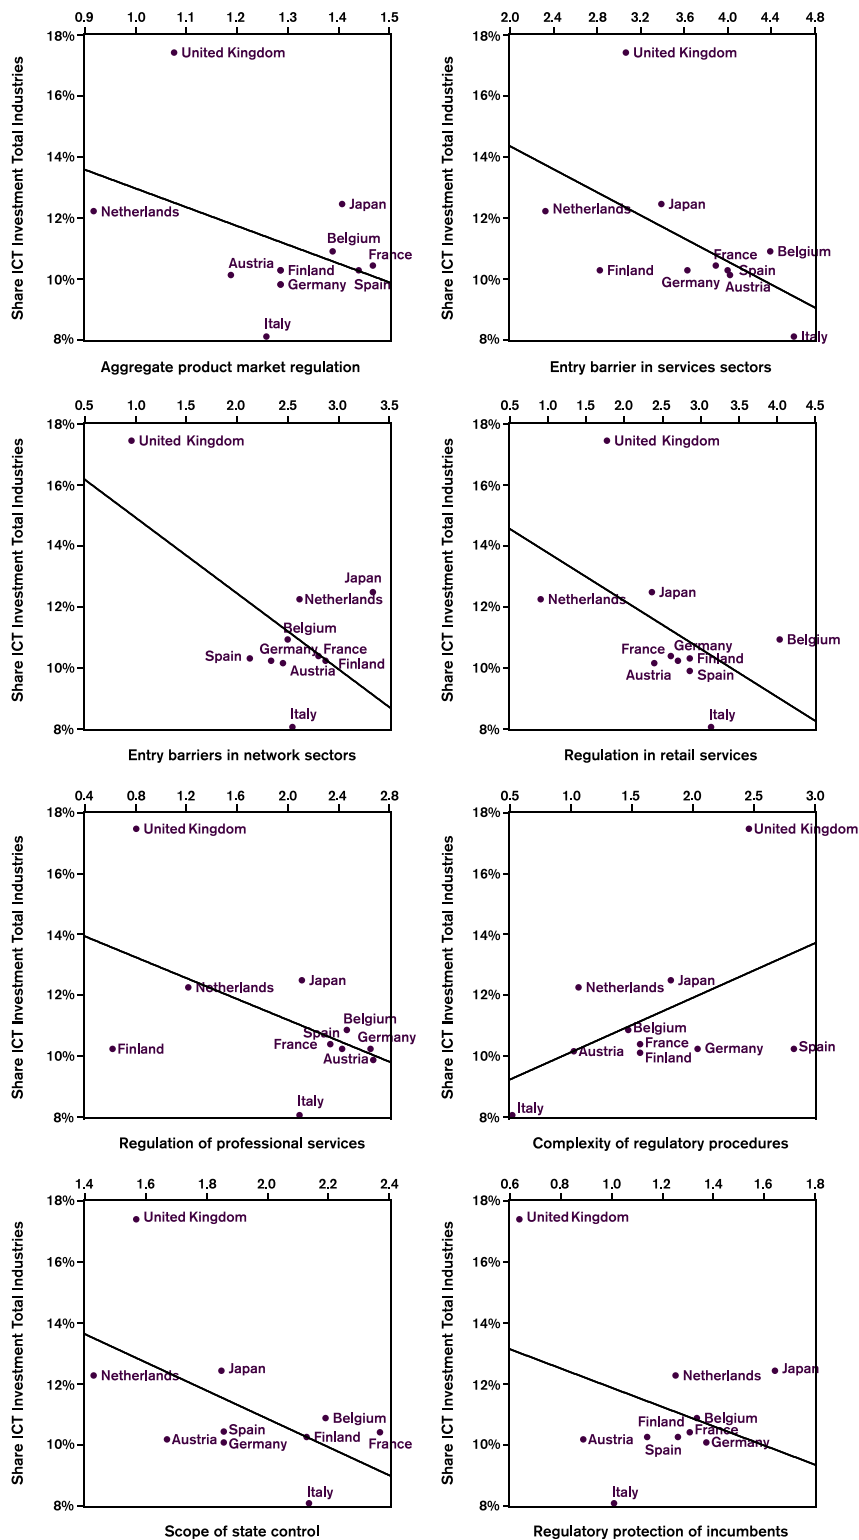 0.9 1.0 1.1 1.2 1.3 1.4 1.5
18%
16%
14%
12%
10%
8%
Share ICT Investment Total Industries
United Kingdom
Japan
Netherlands
Belgium
France
Austria
Finland
Germany
Spain
Italy
Aggregate product market regulation
2.0 2.4 2.8 3.2 3.6 4.0 4.4 4.8
18%
16%
14%
12%
10%
8%
Share ICT Investment Total Industries
United Kingdom
Netherlands
Japan
France
Belgium
Finland
Spain
Germany
Austria
Italy
Entry barrier in services sectors
0.5 1.0 1.5 2.0 2.5 3.0 3.5
18%
16%
14%
12%
10%
8%
Share ICT Investment Total Industries
United Kingdom
Japan
Netherlands
Belgium
Germany
France
Spain
Finland
Austria
Italy
Entry barriers in network sectors
0.5 1.0 1.5 2.0 2.5 3.0 3.5 4.0 4.5
18%
16%
14%
12%
10%
8%
Share ICT Investment Total Industries
United Kingdom
Japan
Netherlands
Belgium
Germany
France
Finland
Austria
Spain
Italy
Regulation in retail services
0.4 0.8 1.2 1.6 2.0 2.4 2.8
18%
16%
14%
12%
10%
8%
Share ICT Investment Total Industries
United Kingdom
Japan
Netherlands
Belgium
Spain
Germany
France
Finland
Austria
Italy
Regulation of professional services
0.5 1.0 1.5 2.0 2.5 3.0
18%
16%
14%
12%
10%
8%
Share ICT Investment Total Industries
United Kingdom
Japan
Netherlands
Belgium
France
Spain
Germany
Austria
Finland
Italy
Complexity of regulatory procedures
1.4 1.6 1.8 2.0 2.2 2.4
18%
16%
14%
12%
10%
8%
Share ICT Investment Total Industries
United Kingdom
Japan
Netherlands
Belgium
Spain
Finland
Austria
Germany
France
Italy
Scope of state control
0.6 0.8 1.0 1.2 1.4 1.6 1.8
18%
16%
14%
12%
10%
8%
Share ICT Investment Total Industries
United Kingdom
Japan
Netherlands
Belgium
Finland
France
Austria
Germany
Spain
Italy
Regulatory protection of incumbents